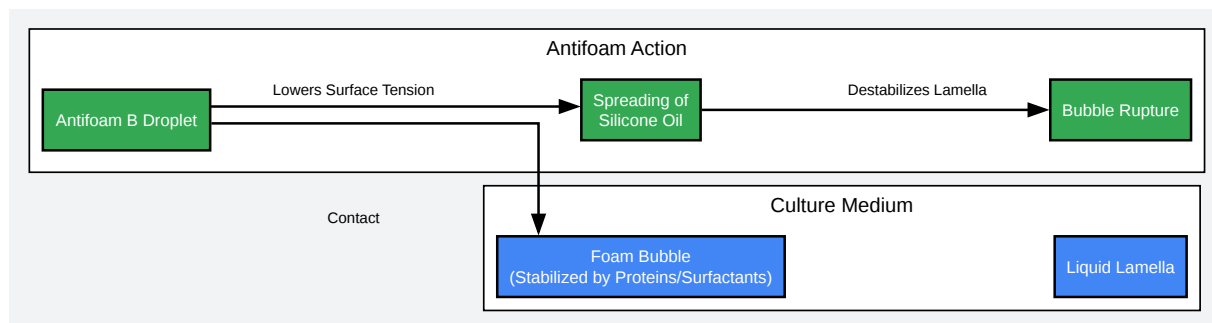 Antifoam Action
Lowers Surface Tension
Destabilizes Lamella
Antifoam B Droplet
Spreading of
Silicone Oil
Bubble Rupture
Contact
Culture Medium
Foam Bubble
(Stabilized by Proteins/Surfactants)
Liquid Lamella